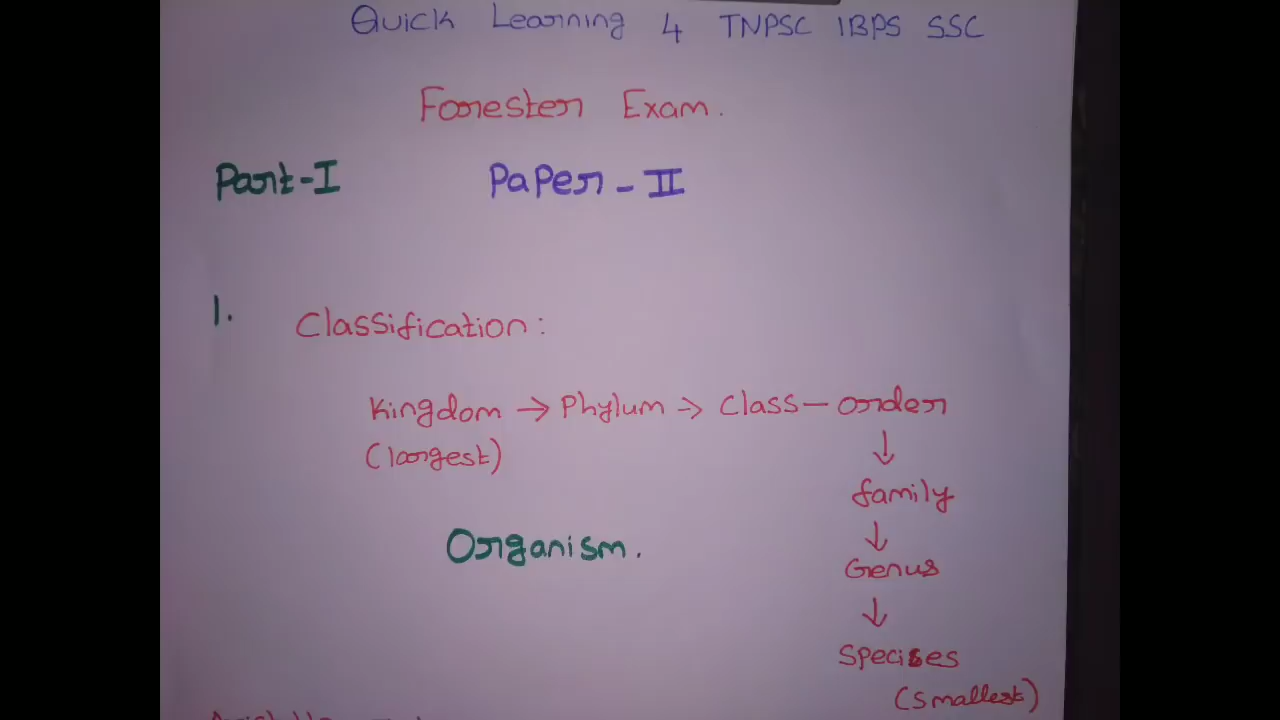 Quick Learning 4 TNPSC IBPS SSC
Forester Exam.
Part-I Paper - II
1. Classification:
Kingdom → Phylum → Class - order
(largest)
↓
family
↓
Genus
↓
Species
(smallest)
Organism.